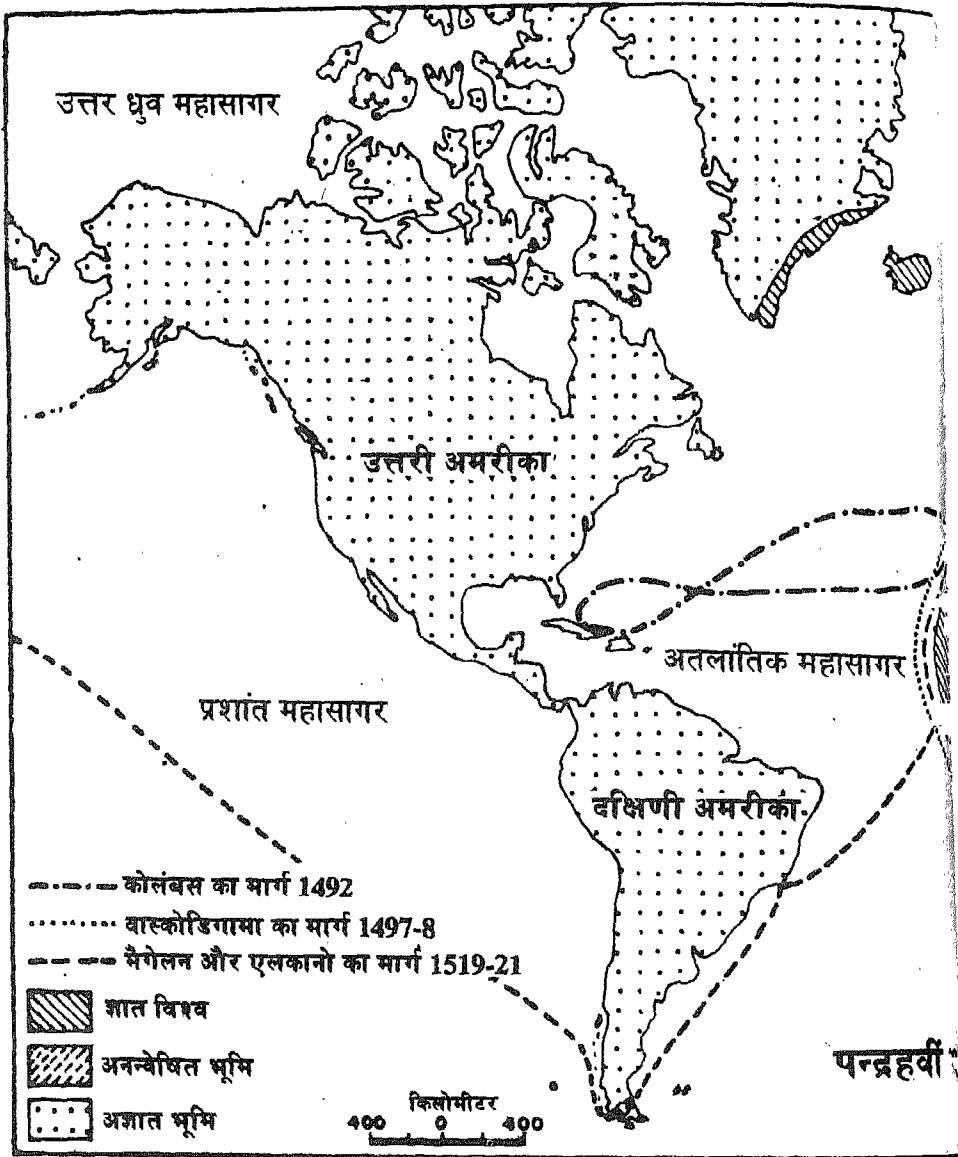 उत्तर ध्रुव महासागर
उत्तरी अमरीका
अतलांतिक महासागर
प्रशांत महासागर
दक्षिणी अमरीका
कोलंबस का मार्ग 1492
वास्कोडिगामा का मार्ग 1497-8
मैगेलन और एलकानो का मार्ग 1519-21
ज्ञात विश्व
अनन्वेषित भूमि
अज्ञात भूमि
पन्द्रहवीं
किलोमीटर
400 0 400